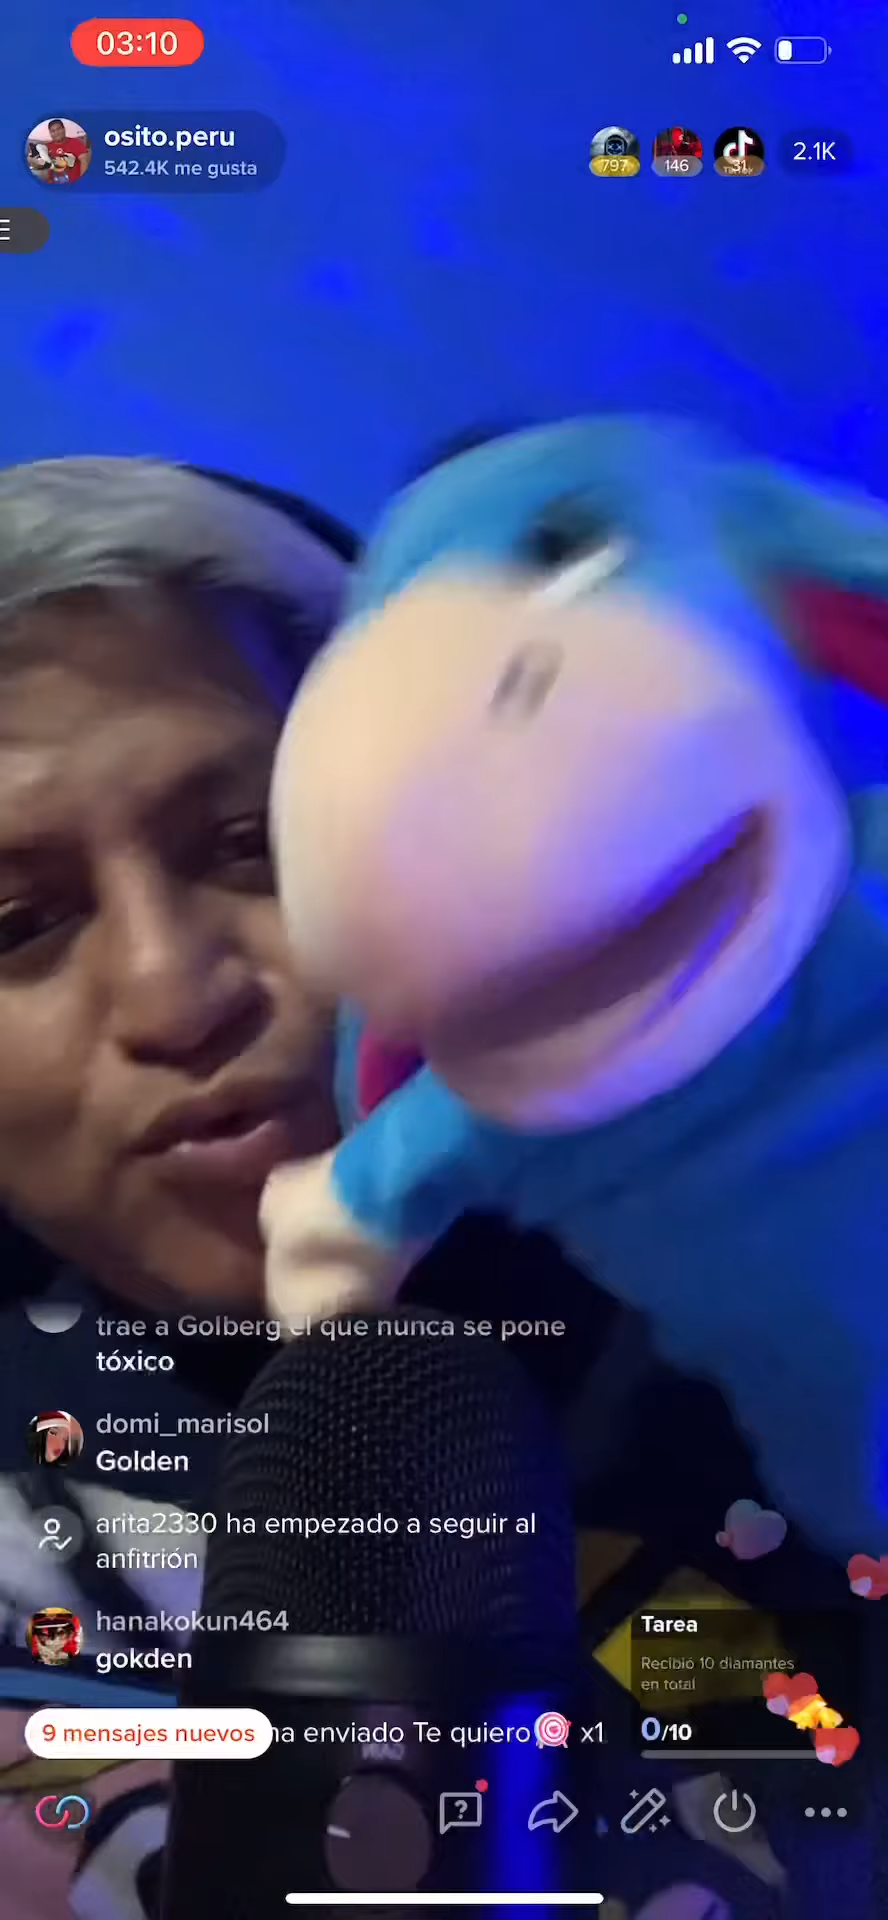 03:10
osito.peru
542.4K me gusta
797
146
31
2.1K
trae a Golberg el que nunca se pone
tóxico
domi_marisol
Golden
arita2330 ha empezado a seguir al
anfitrión
hanakokun464
gokden
9 mensajes nuevos
ha enviado Te quiero x1
Tarea
Recibió 10 diamantes
en total
0/10